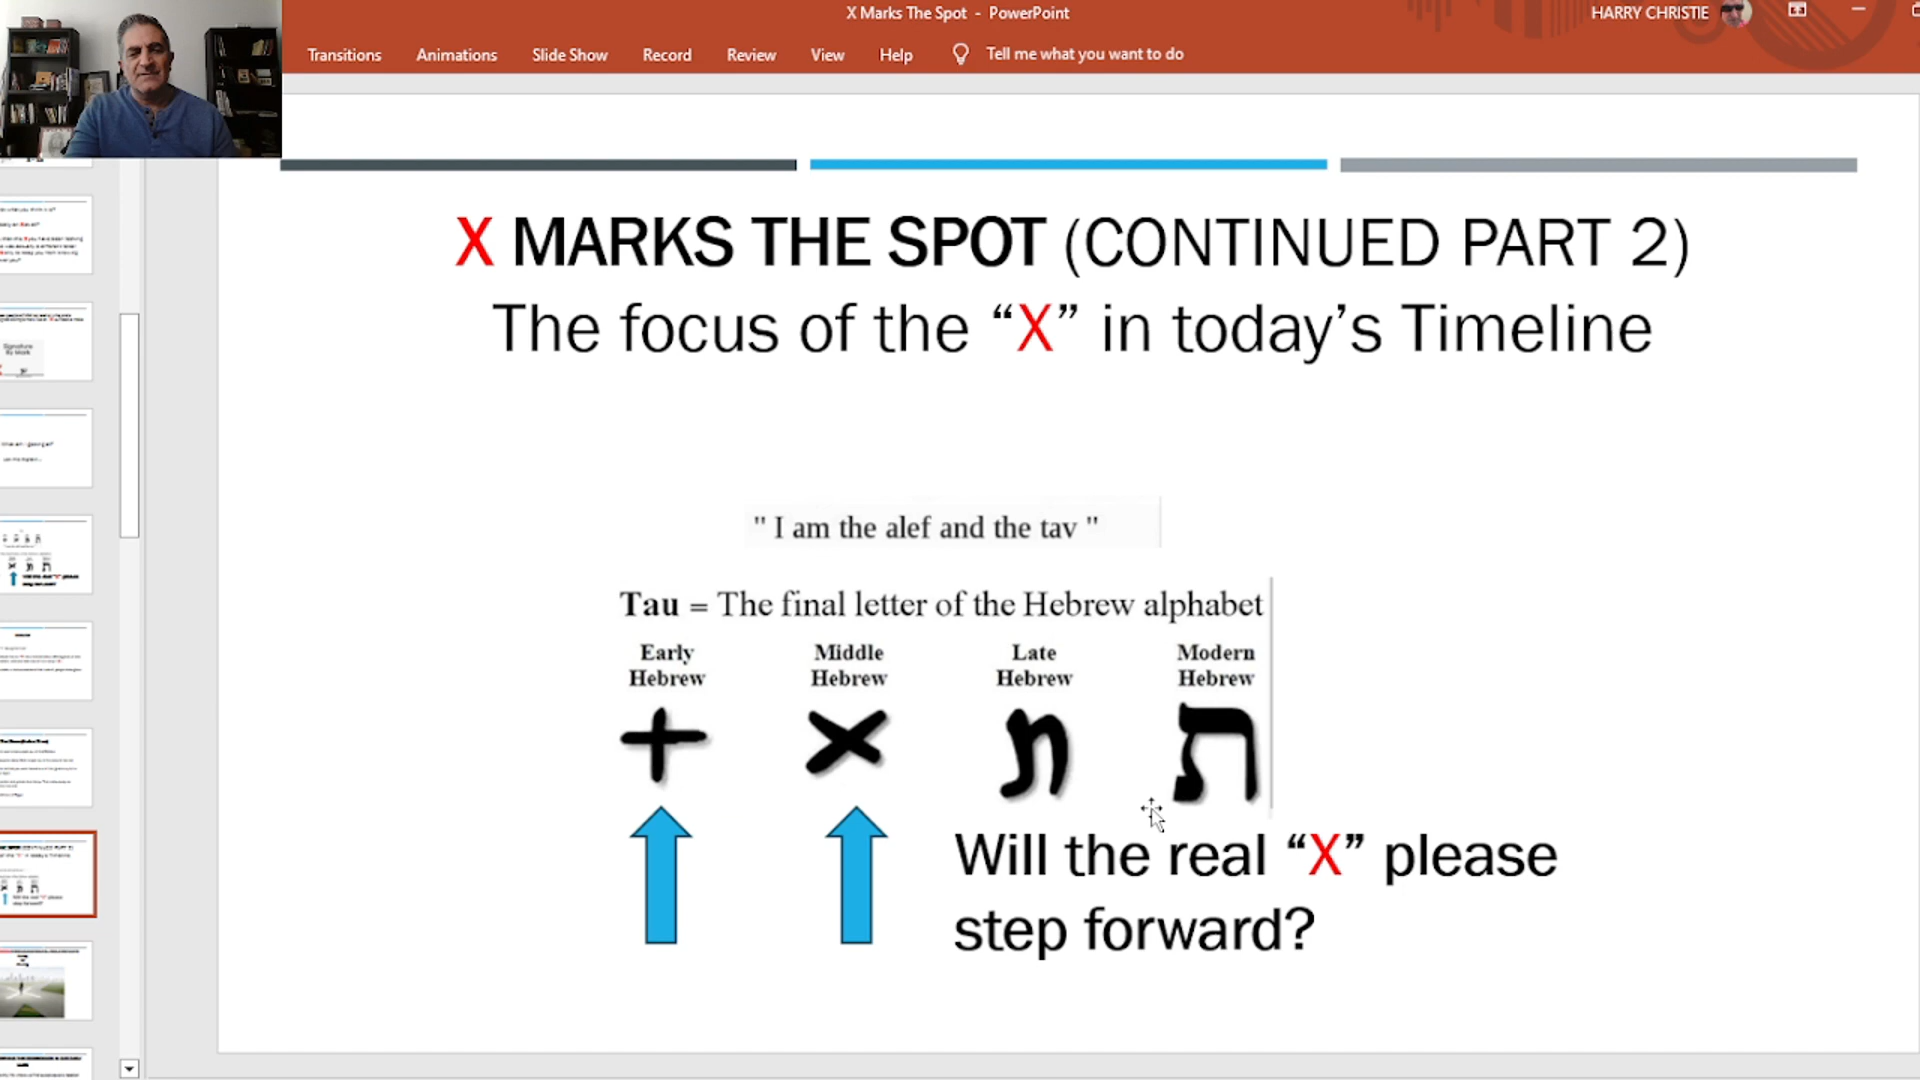 X Marks The Spot - PowerPoint
HARRY CHRISTIE
Transitions Animations Slide Show Record Review View Help Tell me what you want to do
X MARKS THE SPOT (CONTINUED PART 2)
The focus of the “X” in today’s Timeline
" I am the alef and the tav "
Tau = The final letter of the Hebrew alphabet
Early Hebrew
Middle Hebrew
Late Hebrew
Modern Hebrew
+ × ת ת
Will the real “X” please
step forward?